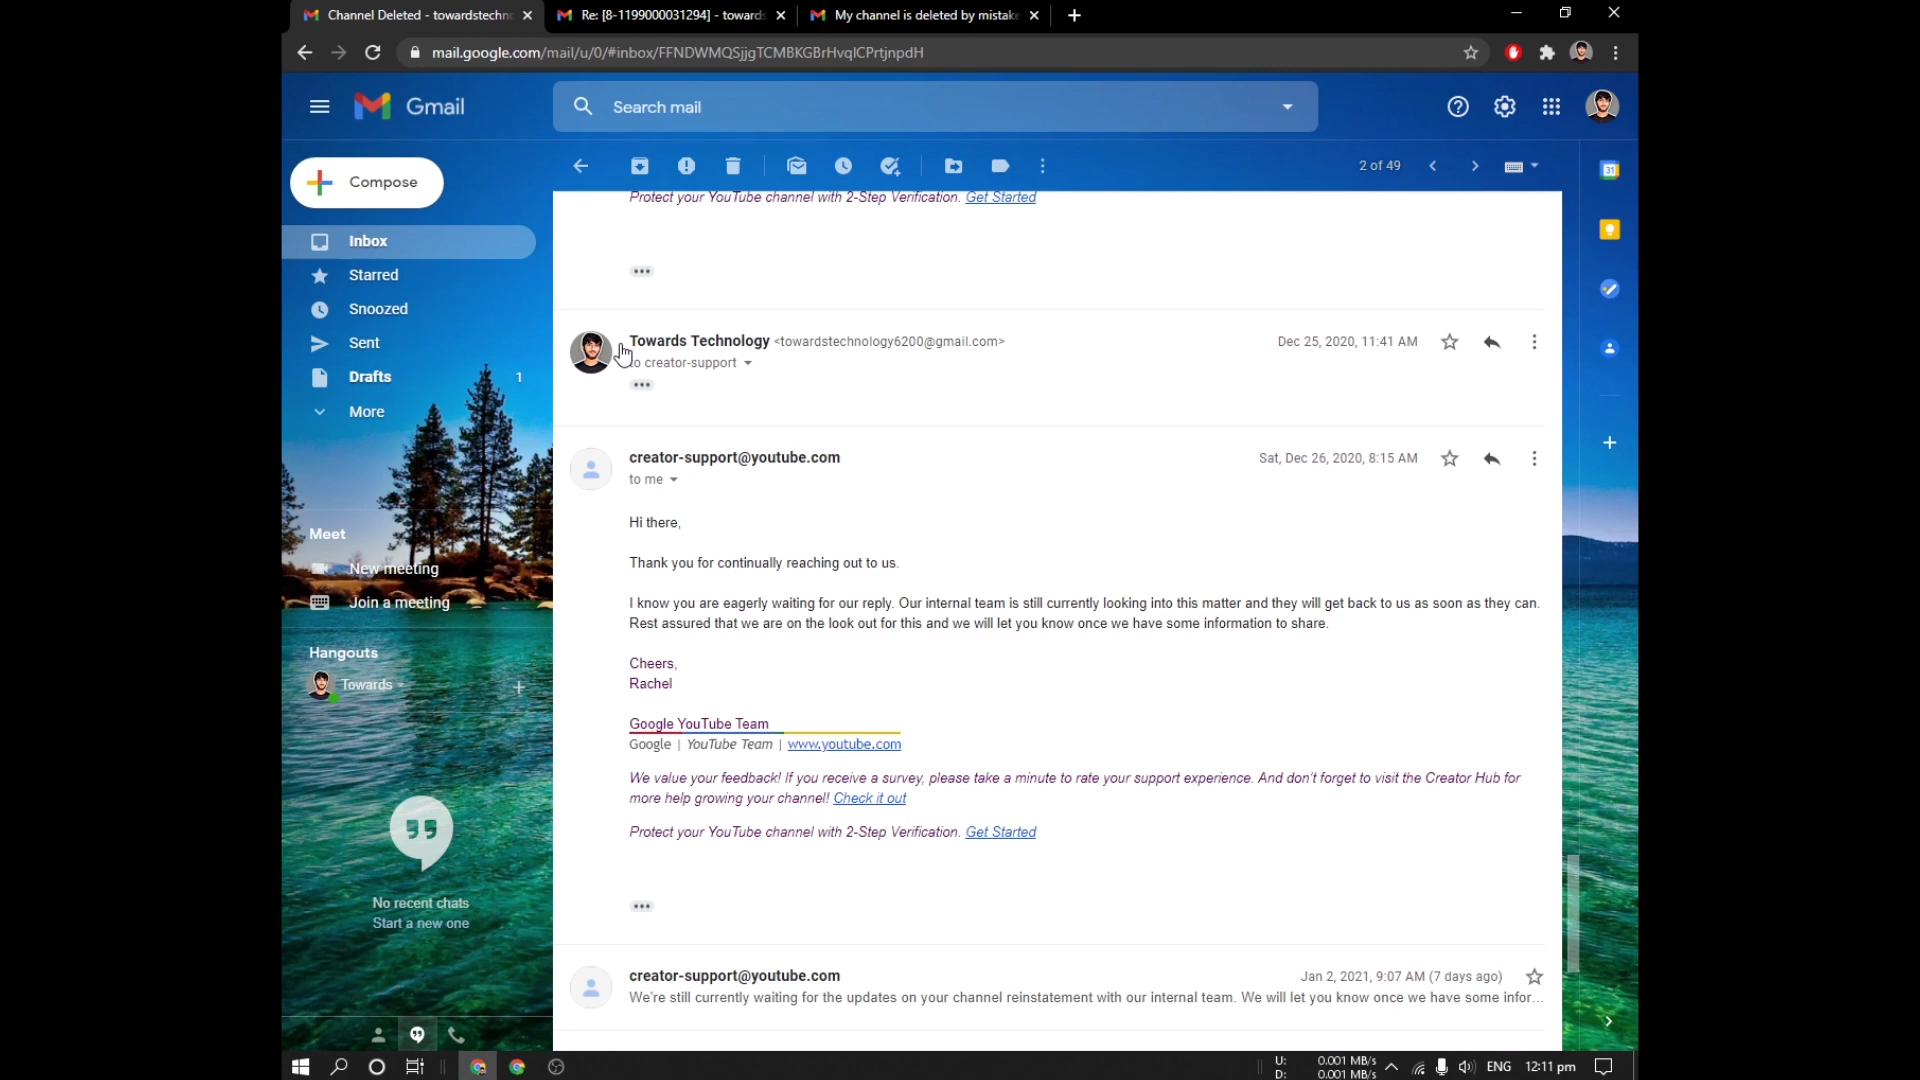 Channel Deleted - towardstechn
Re: [8-1199000031294] - towards
My channel is deleted by mistake
mail.google.com/mail/u/0/#inbox/FFNDWMQSjjgTCMBKGBrHvqlCPrtjnpdH
Gmail
Search mail
Compose
2 of 49
31
Inbox
Starred
Snoozed
Sent
Drafts 1
More
Meet
New meeting
Join a meeting
Hangouts
Towards
No recent chats
Start a new one
Protect your YouTube channel with 2-Step Verification. Get Started
Towards Technology <towardstechnology6200@gmail.com> Dec 25, 2020, 11:41 AM
to creator-support
creator-support@youtube.com Sat, Dec 26, 2020, 8:15 AM
to me
Hi there,
Thank you for continually reaching out to us.
I know you are eagerly waiting for our reply. Our internal team is still currently looking into this matter and they will get back to us as soon as they can.
Rest assured that we are on the look out for this and we will let you know once we have some information to share.
Cheers,
Rachel
Google YouTube Team
Google | YouTube Team | www.youtube.com
We value your feedback! If you receive a survey, please take a minute to rate your support experience. And don't forget to visit the Creator Hub for
more help growing your channel! Check it out
Protect your YouTube channel with 2-Step Verification. Get Started
creator-support@youtube.com Jan 2, 2021, 9:07 AM (7 days ago)
We're still currently waiting for the updates on your channel reinstatement with our internal team. We will let you know once we have some infor...
U: 0.001 MB/s
D: 0.001 MB/s
ENG 12:11 pm